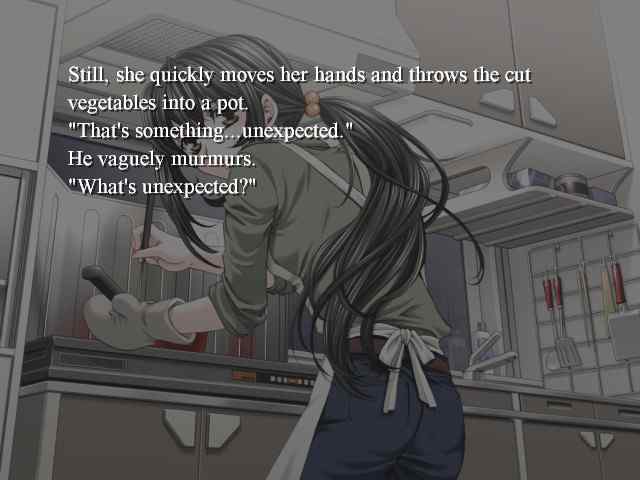 Still, she quickly moves her hands and throws the cut
vegetables into a pot.
"That's something...unexpected."
He vaguely murmurs.
"What's unexpected?"